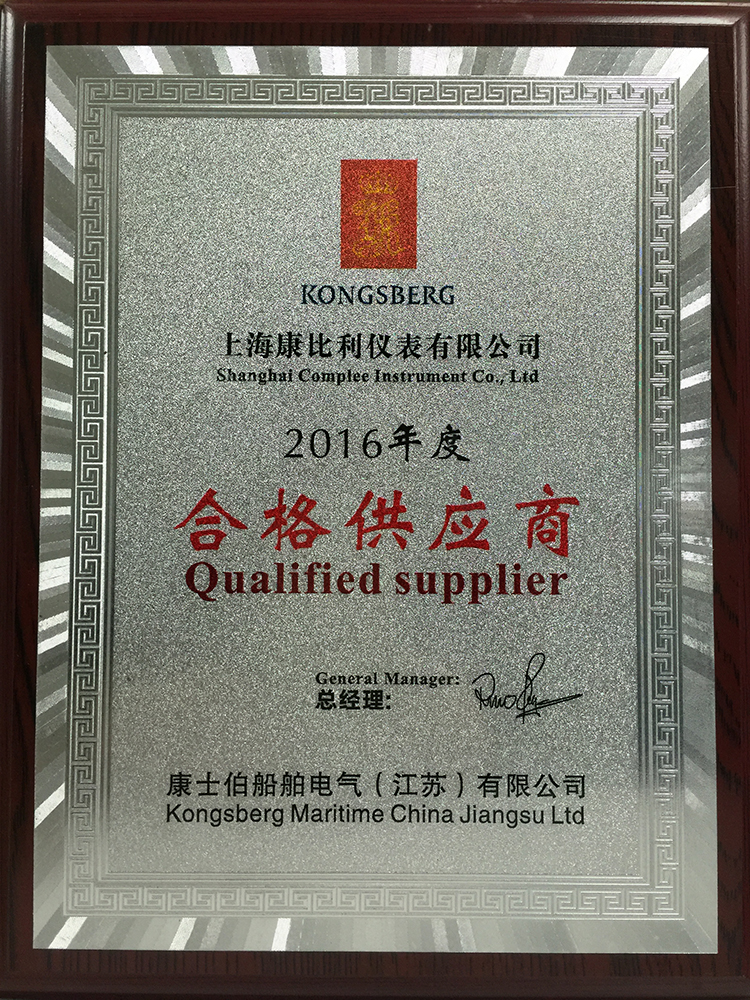 KONGSBERG
上海康比利仪表有限公司
Shanghai Complee Instrument Co., Ltd
2016年度
合格供应商
Qualified supplier
General Manager:
总经理:
康士伯船舶电气（江苏）有限公司
Kongsberg Maritime China Jiangsu Ltd